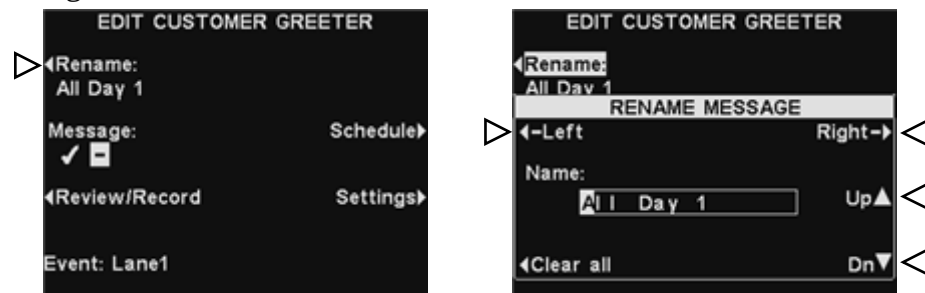 EDIT CUSTOMER GREETER
Rename:
All Day 1
Message:
Schedule
✓ -
Review/Record
Settings
Event: Lane1
EDIT CUSTOMER GREETER
Rename:
All Day 1
RENAME MESSAGE
-Left
Right-
Name:
All Day 1
Up
Clear all
Dn